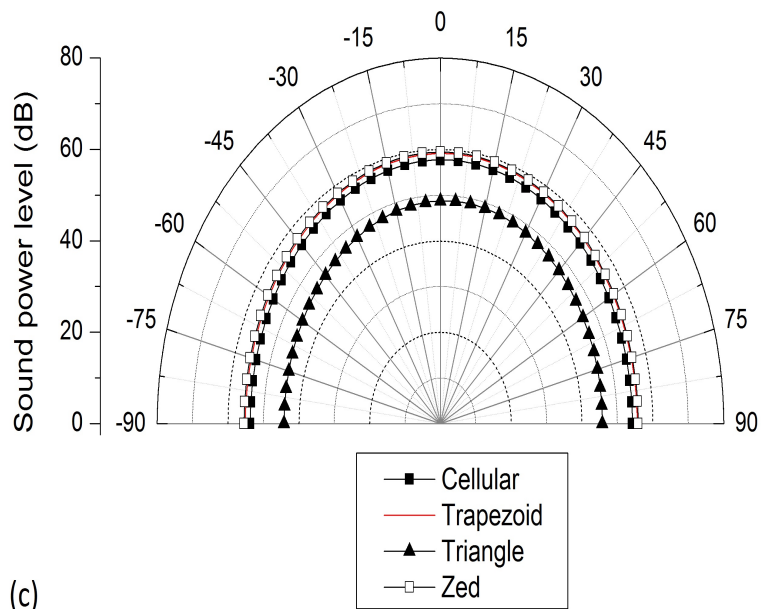 0
-15 15
-30 30
-45 45
-60 60
-75 75
-90 90
80
60
40
20
0
Sound power level (dB)
Cellular
Trapezoid
Triangle
Zed
(c)